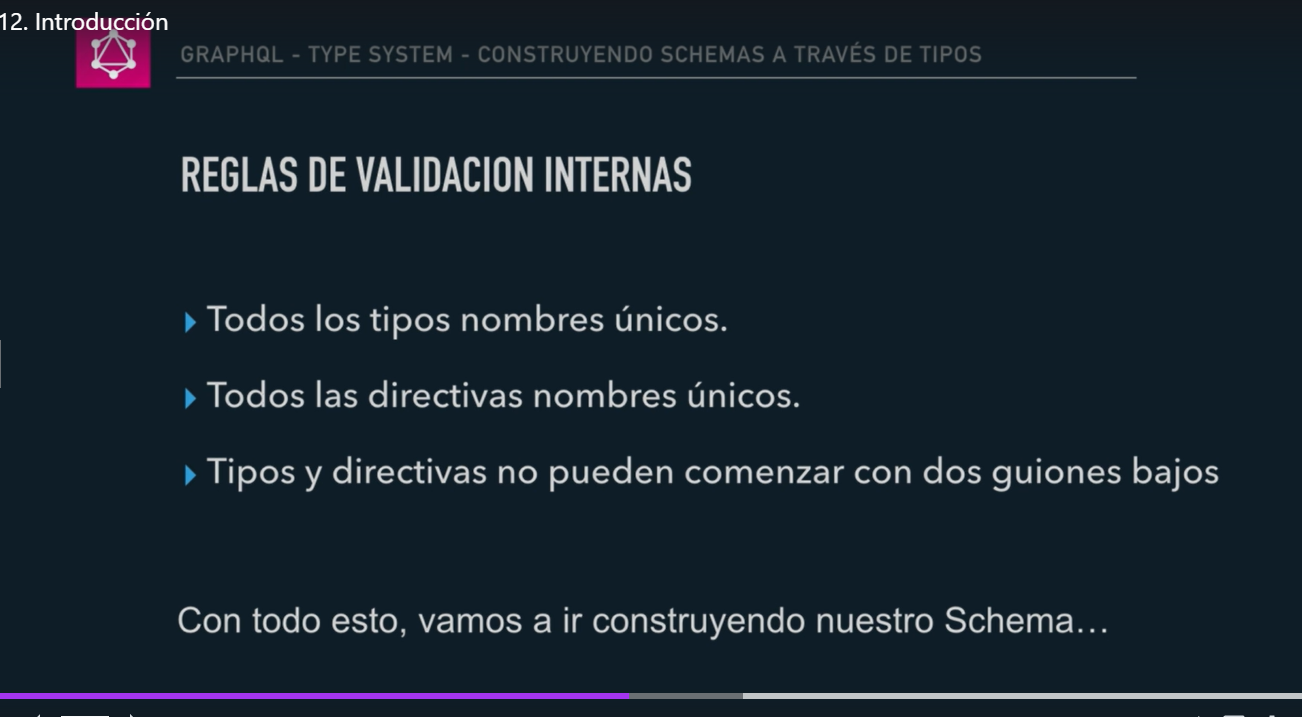 12. Introducción
GRAPHQL - TYPE SYSTEM - CONSTRUYENDO SCHEMAS A TRAVÉS DE TIPOS
REGLAS DE VALIDACION INTERNAS
Todos los tipos nombres únicos.
Todos las directivas nombres únicos.
Tipos y directivas no pueden comenzar con dos guiones bajos
Con todo esto, vamos a ir construyendo nuestro Schema...